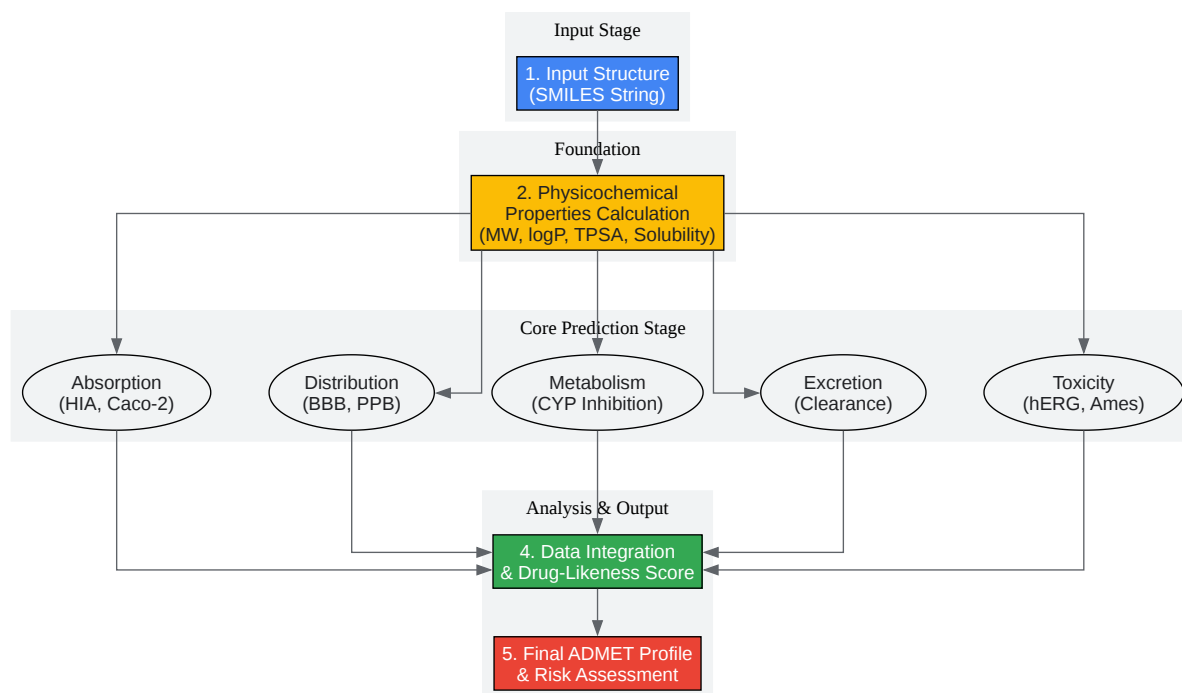 Input Stage
1. Input Structure
(SMILES String)
Foundation
2. Physicochemical
Properties Calculation
(MW, logP, TPSA, Solubility)
Core Prediction Stage
Absorption
(HIA, Caco-2)
Distribution
(BBB, PPB)
Metabolism
(CYP Inhibition)
Excretion
(Clearance)
Toxicity
(hERG, Ames)
Analysis & Output
4. Data Integration
& Drug-Likeness Score
5. Final ADMET Profile
& Risk Assessment